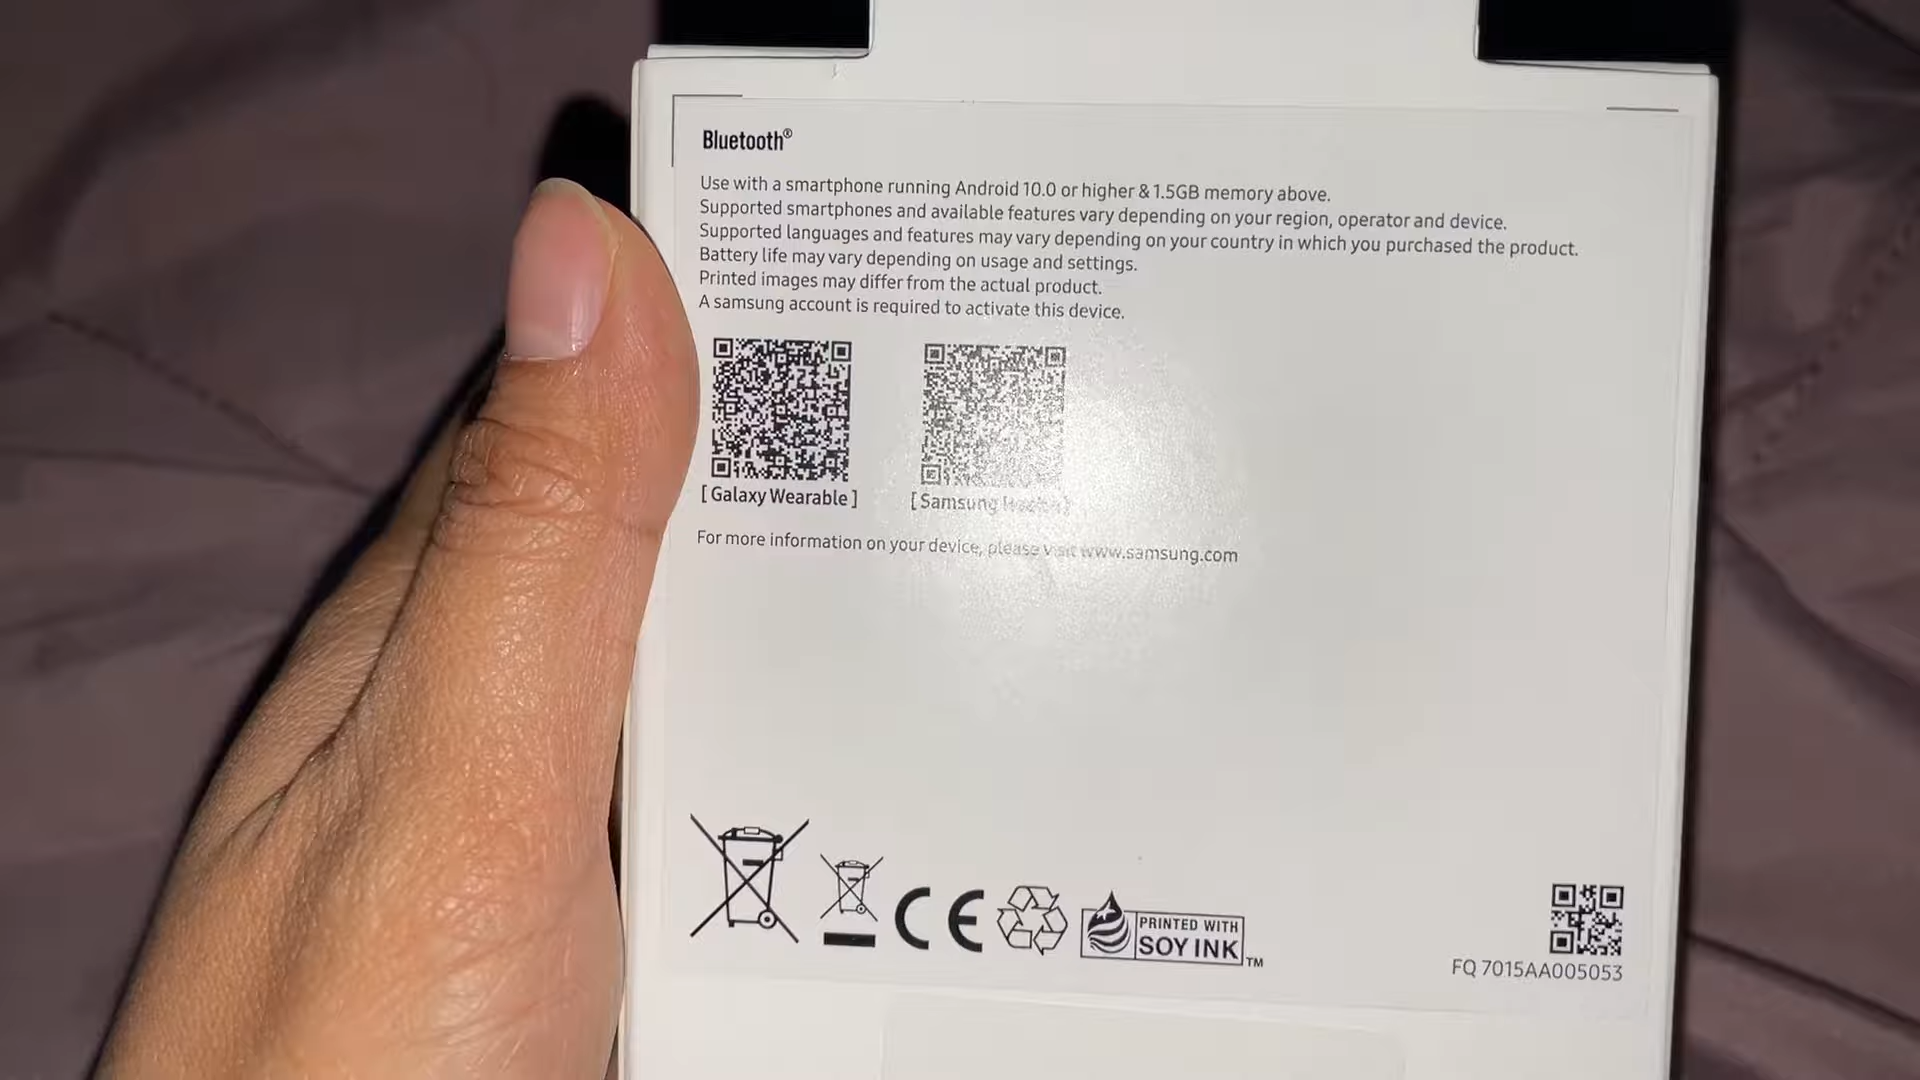 Bluetooth®
Use with a smartphone running Android 10.0 or higher & 1.5GB memory above.
Supported smartphones and available features vary depending on your region, operator and device.
Supported languages and features may vary depending on your country in which you purchased the product.
Battery life may vary depending on usage and settings.
Printed images may differ from the actual product.
A samsung account is required to activate this device.
[ Galaxy Wearable ]
[ Samsung
For more information on your device, please visit www.samsung.com
CE
PRINTED WITH
SOY INK™
FQ 7015AA005053